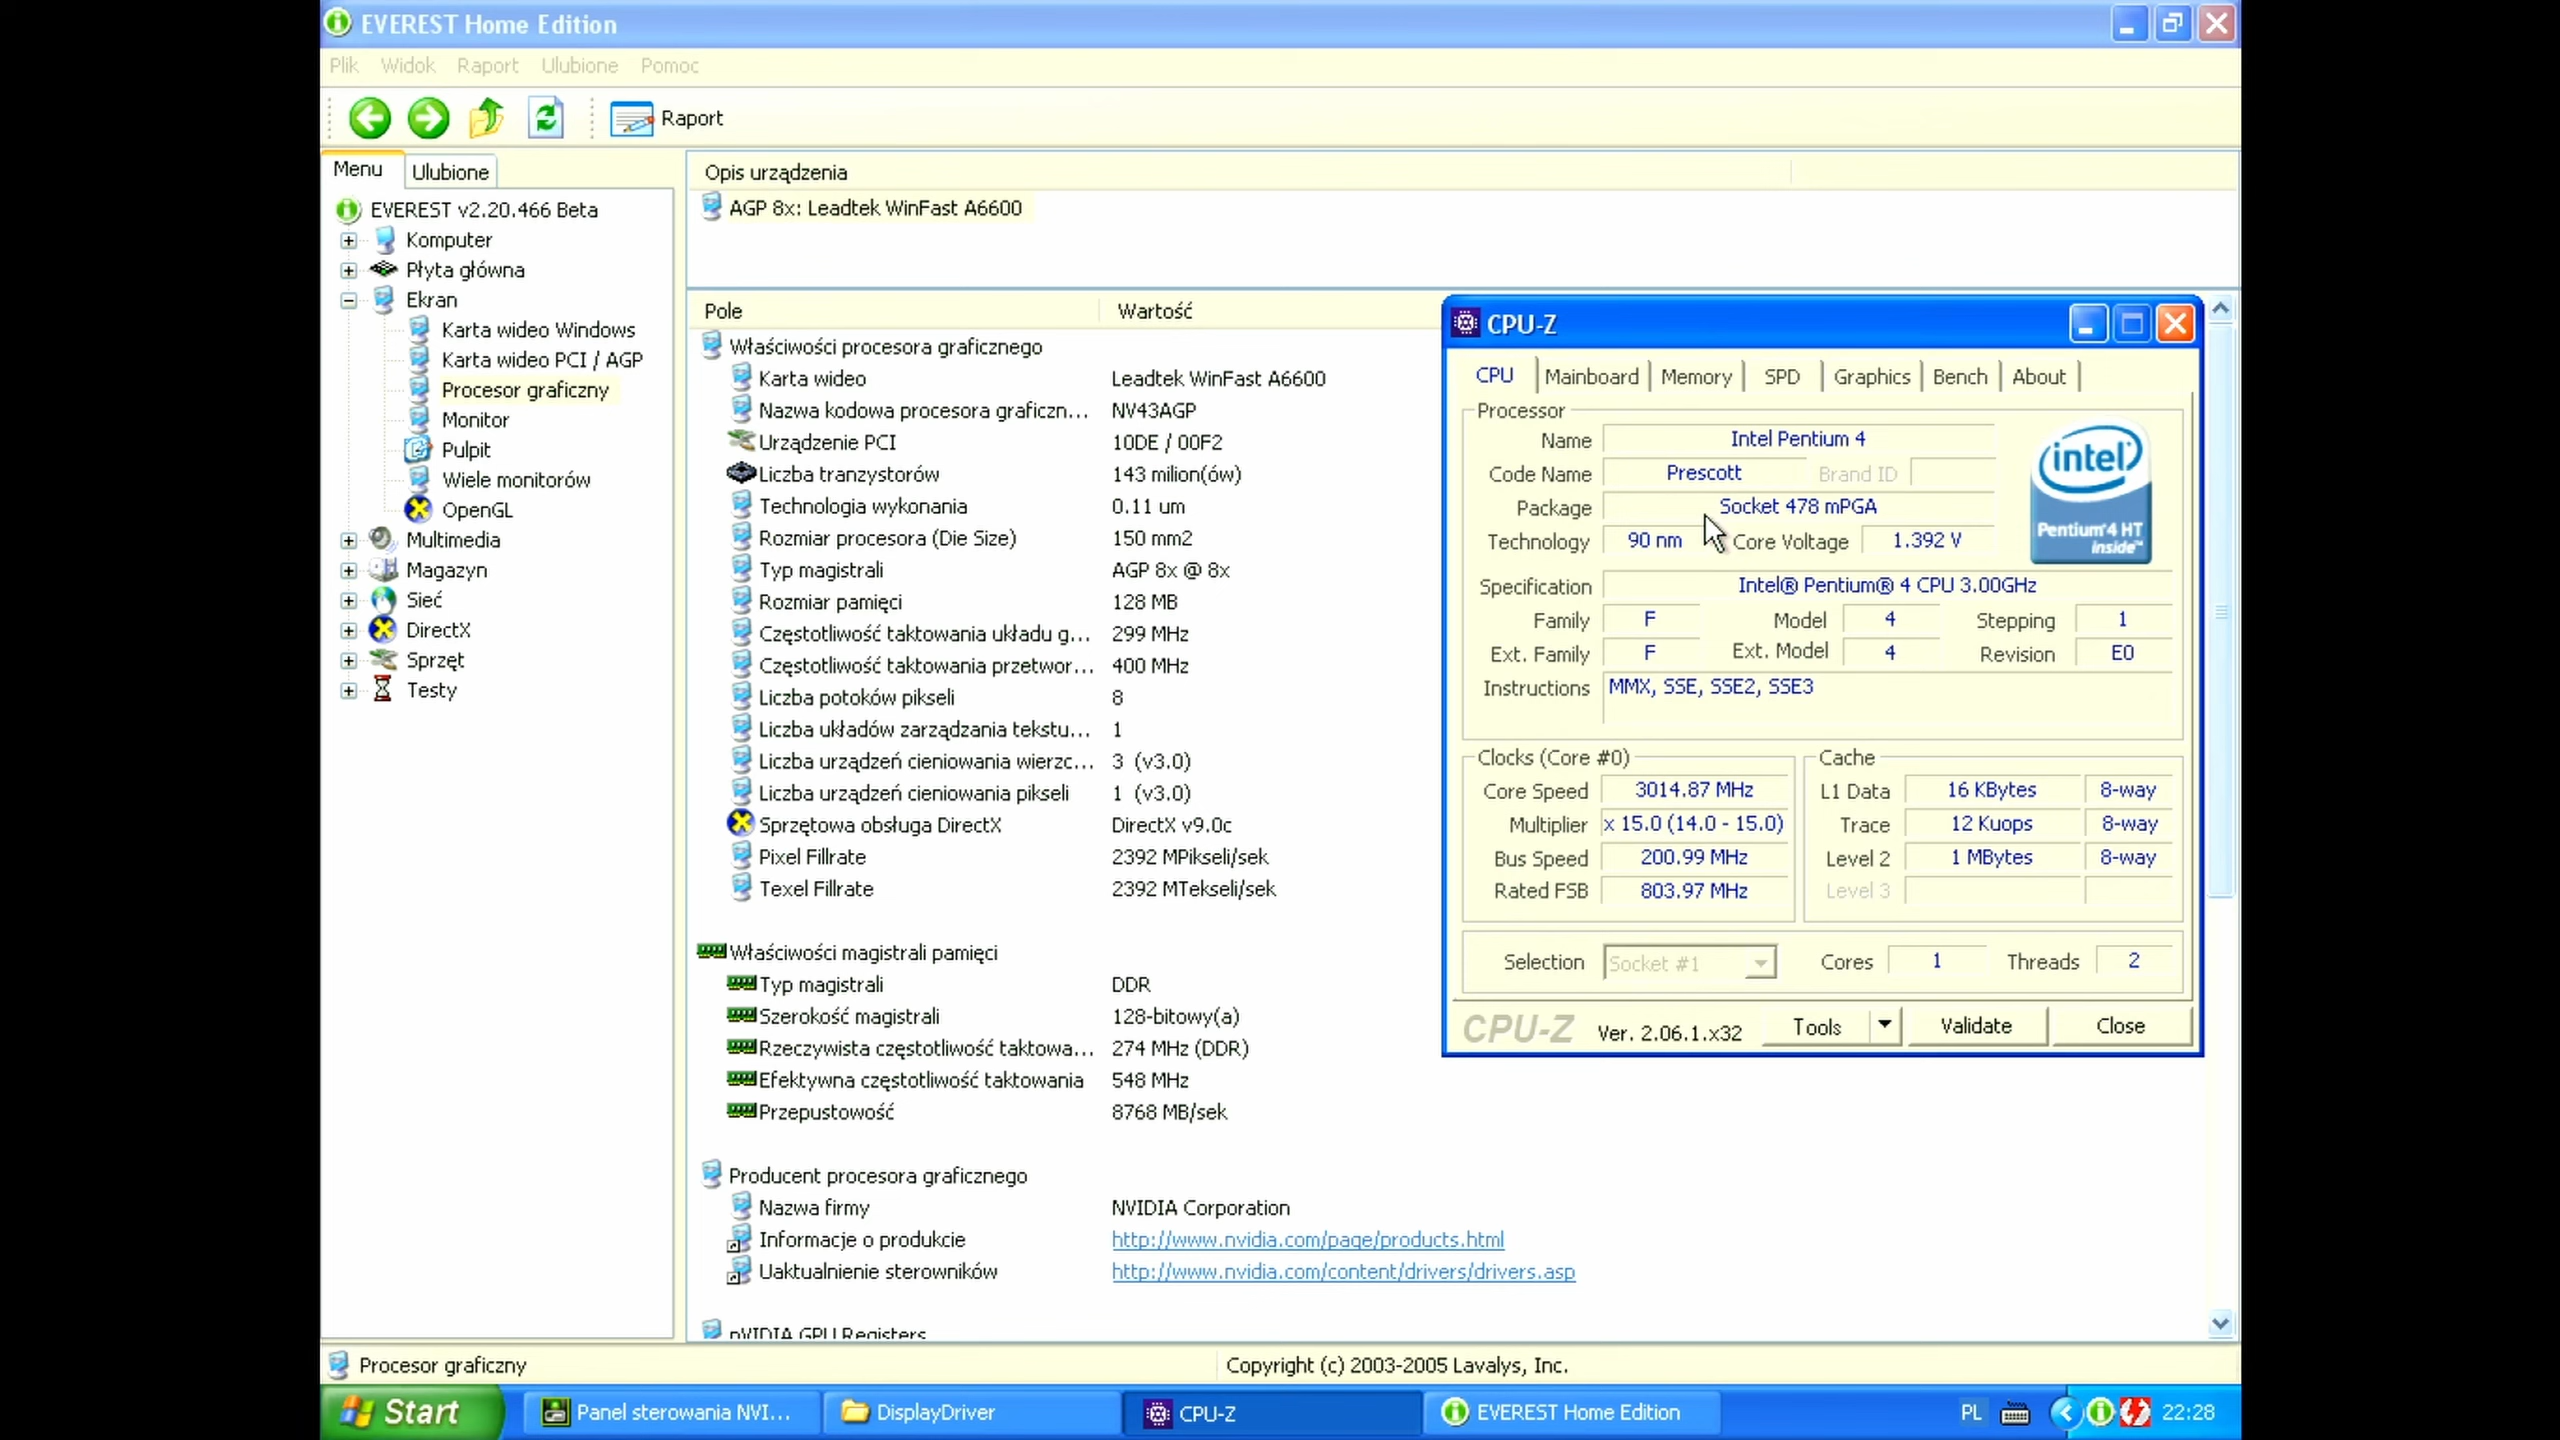 EVEREST Home Edition
Plik Widok Raport Ulubione Pomoc
Raport
Menu Ulubione
EVEREST v2.20.466 Beta
Komputer
Płyta główna
Ekran
Karta wideo Windows
Karta wideo PCI / AGP
Procesor graficzny
Monitor
Pulpit
Wiele monitorów
OpenGL
Multimedia
Magazyn
Sieć
DirectX
Sprzęt
Testy
Opis urządzenia
AGP 8x: Leadtek WinFast A6600
Pole Wartość
Właściwości procesora graficznego
Karta wideo Leadtek WinFast A6600
Nazwa kodowa procesora graficzn... NV43AGP
Urządzenie PCI 10DE / 00F2
Liczba tranzystorów 143 milion(ów)
Technologia wykonania 0.11 um
Rozmiar procesora (Die Size) 150 mm2
Typ magistrali AGP 8x @ 8x
Rozmiar pamięci 128 MB
Częstotliwość taktowania układu g... 299 MHz
Częstotliwość taktowania przetwor... 400 MHz
Liczba potoków pikseli 8
Liczba układów zarządzania tekstu... 1
Liczba urządzeń cieniowania wierzc... 3 (v3.0)
Liczba urządzeń cieniowania pikseli 1 (v3.0)
Sprzętowa obsługa DirectX DirectX v9.0c
Pixel Fillrate 2392 MPikseli/sek
Texel Fillrate 2392 MTekseli/sek
Właściwości magistrali pamięci
Typ magistrali DDR
Szerokość magistrali 128-bitowy(a)
Rzeczywista częstotliwość taktowa... 274 MHz (DDR)
Efektywna częstotliwość taktowania 548 MHz
Przepustowość 8768 MB/sek
Producent procesora graficznego
Nazwa firmy NVIDIA Corporation
Informacje o produkcie http://www.nvidia.com/page/products.html
Uaktualnienie sterowników http://www.nvidia.com/content/drivers/drivers.asp
nVIDIA GPU Registers
CPU-Z
CPU Mainboard Memory SPD Graphics Bench About
Processor
Name Intel Pentium 4
Code Name Prescott Brand ID
Package Socket 478 mPGA
Technology 90 nm Core Voltage 1.392 V
intel
Pentium®4 HT
inside™
Specification Intel® Pentium® 4 CPU 3.00GHz
Family F Model 4 Stepping 1
Ext. Family F Ext. Model 4 Revision E0
Instructions MMX, SSE, SSE2, SSE3
Clocks (Core #0)
Core Speed 3014.87 MHz
Multiplier x 15.0 (14.0 - 15.0)
Bus Speed 200.99 MHz
Rated FSB 803.97 MHz
Cache
L1 Data 16 KBytes 8-way
Trace 12 Kuops 8-way
Level 2 1 MBytes 8-way
Level 3
Selection Socket #1 Cores 1 Threads 2
CPU-Z Ver. 2.06.1.x32 Tools Validate Close
Procesor graficzny Copyright (c) 2003-2005 Lavalys, Inc.
Start Panel sterowania NVI... DisplayDriver CPU-Z EVEREST Home Edition PL 22:28